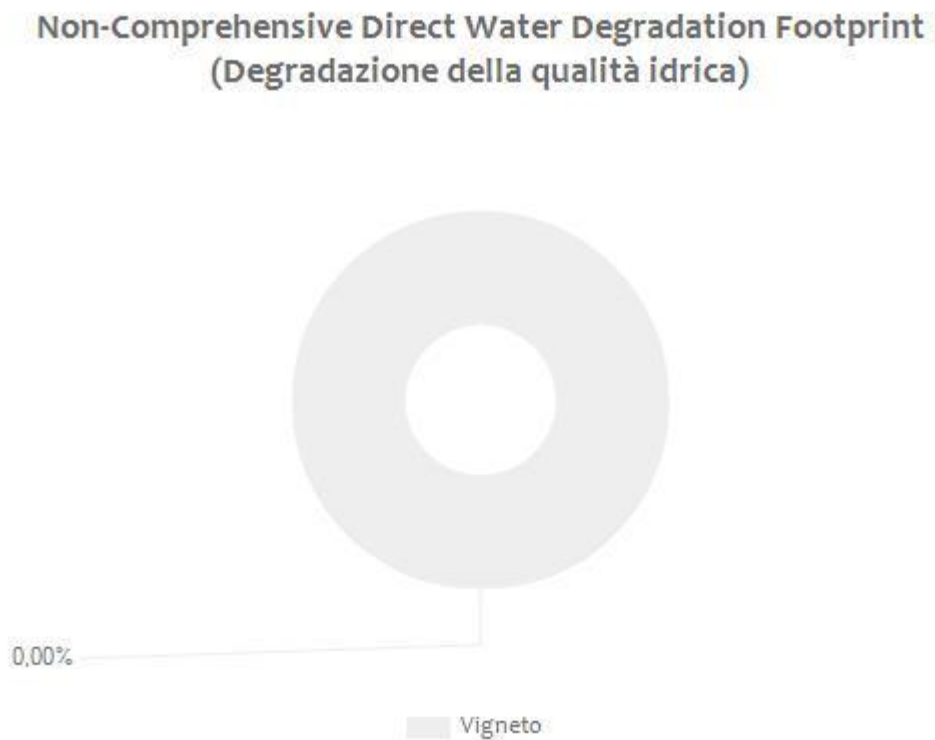 Non-Comprehensive Direct Water Degradation Footprint
(Degradazione della qualità idrica)
0,00%
Vigneto